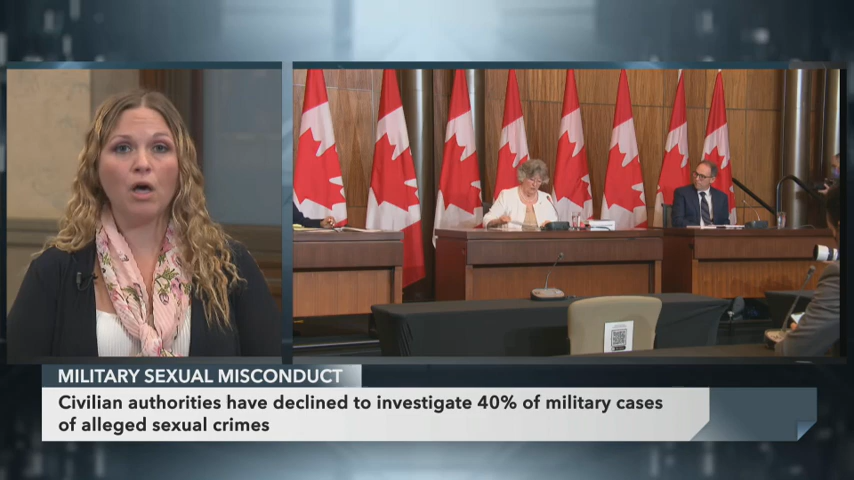 MILITARY SEXUAL MISCONDUCT
Civilian authorities have declined to investigate 40% of military cases
of alleged sexual crimes